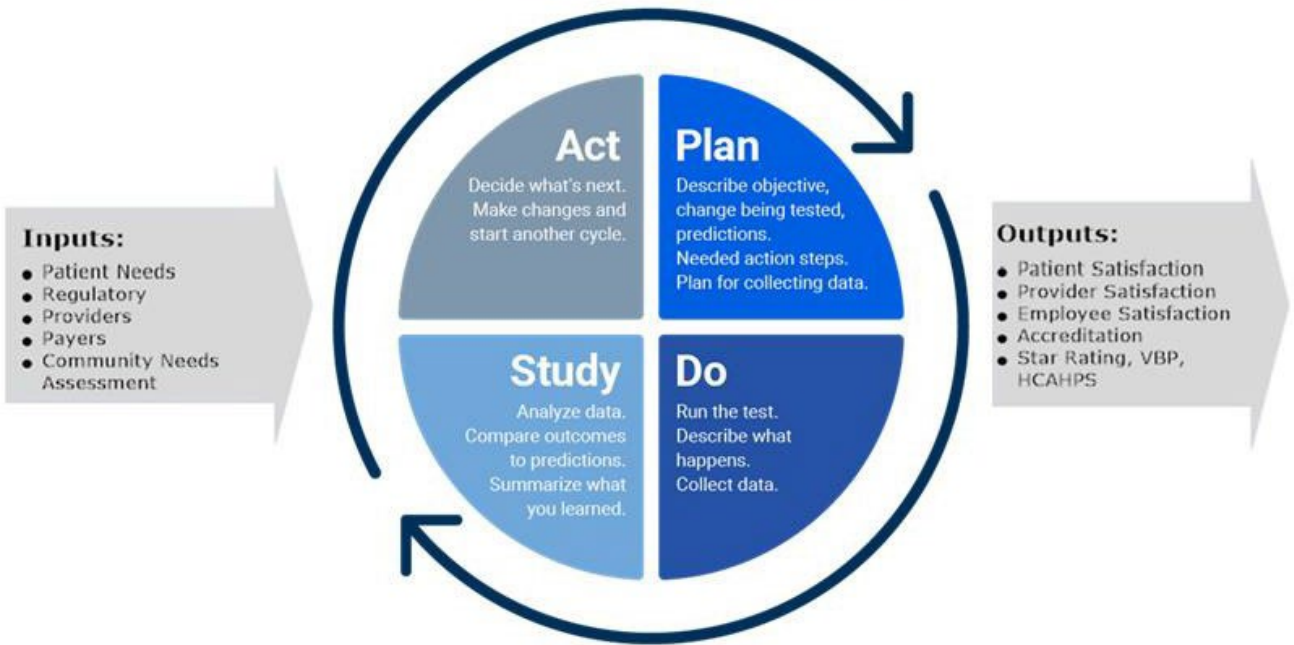 Inputs:
● Patient Needs
● Regulatory
● Providers
● Payers
● Community Needs
Assessment
Act
Decide what's next.
Make changes and
start another cycle.
Plan
Describe objective,
change being tested,
predictions.
Needed action steps.
Plan for collecting data.
Study
Analyze data.
Compare outcomes
to predictions.
Summarize what
you learned.
Do
Run the test.
Describe what
happens.
Collect data.
Outputs:
● Patient Satisfaction
● Provider Satisfaction
● Employee Satisfaction
● Accreditation
● Star Rating, VBP,
HCAHPS